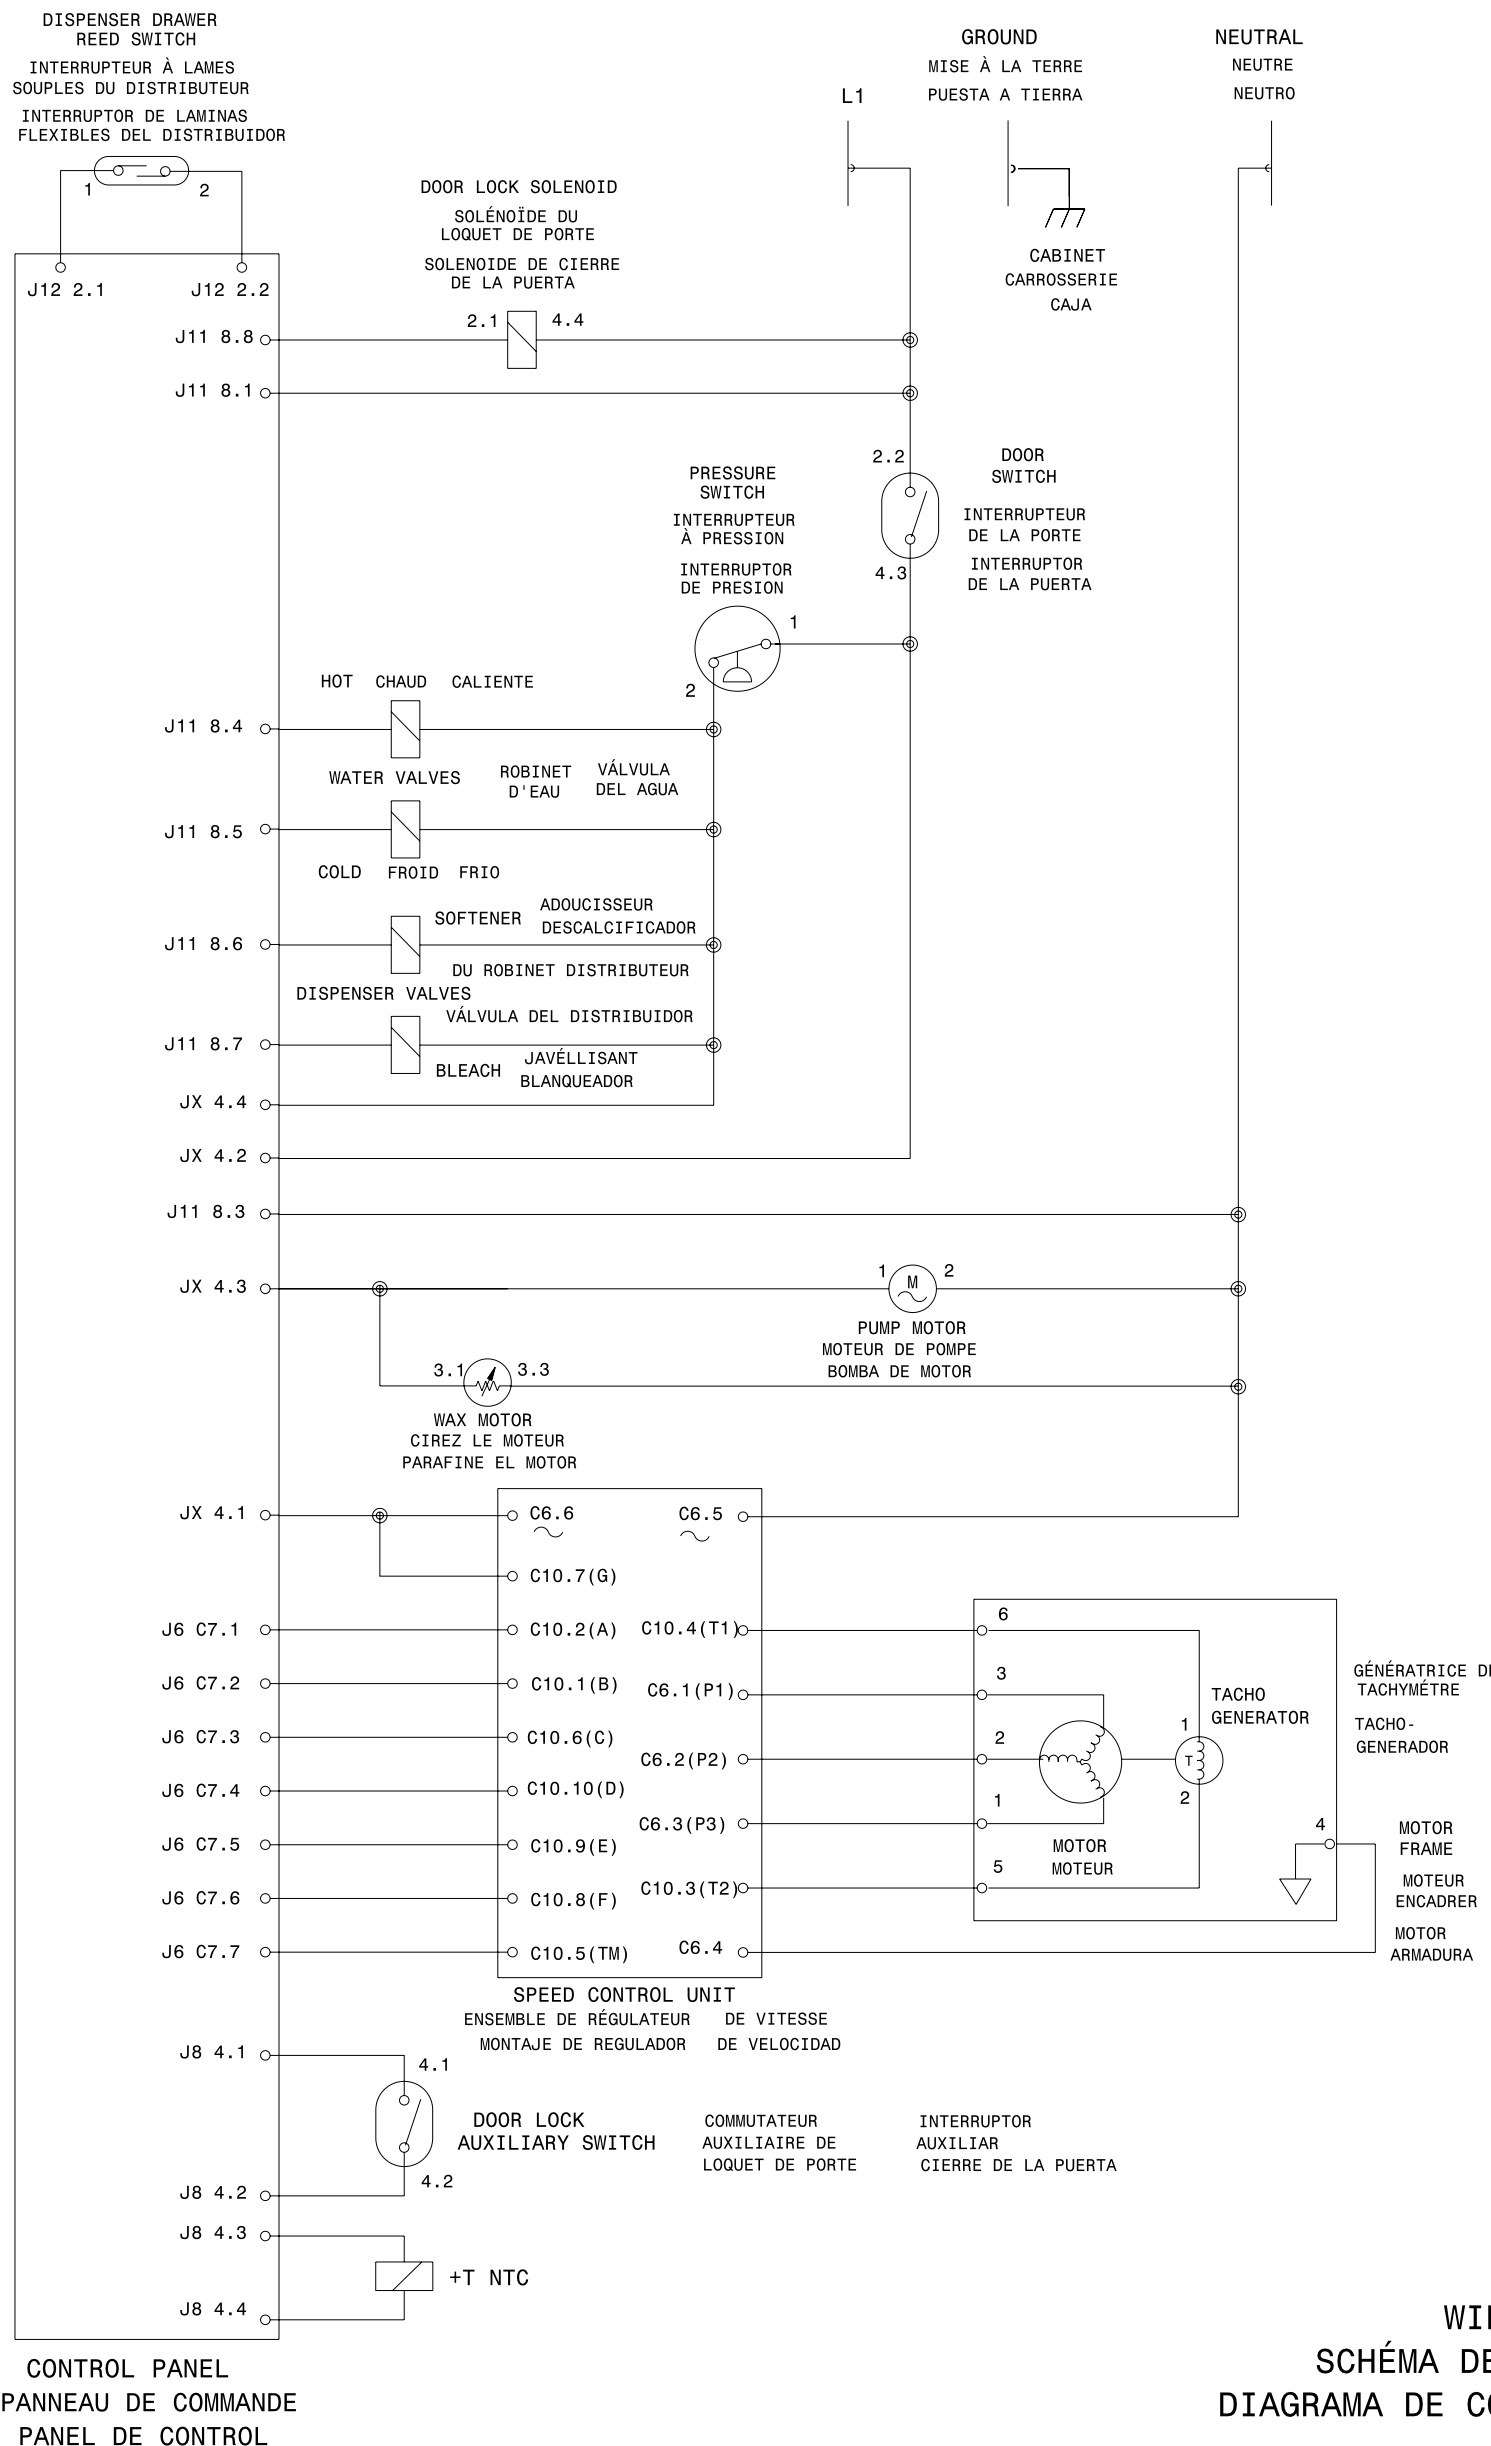 DISPENSER DRAWER
REED SWITCH
INTERRUPTEUR À LAMES
SOUPLES DU DISTRIBUTEUR
INTERRUPTOR DE LAMINAS
FLEXIBLES DEL DISTRIBUIDOR
1
2
J12 2.1
J12 2.2
GROUND
MISE À LA TERRE
PUESTA A TIERRA
L1
NEUTRAL
NEUTRE
NEUTRO
CABINET
CARROSSERIE
CAJA
DOOR LOCK SOLENOID
SOLÉNOÏDE DU
LOQUET DE PORTE
SOLENOIDE DE CIERRE
DE LA PUERTA
2.1
4.4
J11 8.8
J11 8.1
2.2
DOOR
SWITCH
INTERRUPTEUR
DE LA PORTE
INTERRUPTOR
DE LA PUERTA
4.3
PRESSURE
SWITCH
INTERRUPTEUR
À PRESSION
INTERRUPTOR
DE PRESION
1
2
HOT CHAUD CALIENTE
J11 8.4
WATER VALVES
ROBINET
D'EAU
VÁLVULA
DEL AGUA
J11 8.5
COLD FROID FRIO
SOFTENER
ADOUCISSEUR
DESCALCIFICADOR
J11 8.6
DU ROBINET DISTRIBUTEUR
DISPENSER VALVES
VÁLVULA DEL DISTRIBUIDOR
J11 8.7
BLEACH
JAVÉLLISANT
BLANQUEADOR
JX 4.4
JX 4.2
J11 8.3
JX 4.3
1
M
2
PUMP MOTOR
MOTEUR DE POMPE
BOMBA DE MOTOR
3.1
3.3
WAX MOTOR
CIREZ LE MOTEUR
PARAFINE EL MOTOR
JX 4.1
C6.6
C6.5
C10.7(G)
J6 C7.1
C10.2(A)
C10.4(T1)
6
J6 C7.2
C10.1(B)
C6.1(P1)
3
J6 C7.3
C10.6(C)
C6.2(P2)
2
J6 C7.4
C10.10(D)
C6.3(P3)
1
J6 C7.5
C10.9(E)
C10.3(T2)
5
J6 C7.6
C10.8(F)
J6 C7.7
C10.5(TM)
C6.4
TACHO
GENERATOR
1
T
2
GÉNÉRATRICE DE
TACHYMÉTRE
TACHO-
GENERADOR
MOTOR
MOTEUR
4
MOTOR
FRAME
MOTEUR
ENCADRER
MOTOR
ARMADURA
SPEED CONTROL UNIT
ENSEMBLE DE RÉGULATEUR DE VITESSE
MONTAJE DE REGULADOR DE VELOCIDAD
J8 4.1
4.1
DOOR LOCK
AUXILIARY SWITCH
COMMUTATEUR
AUXILIAIRE DE
LOQUET DE PORTE
INTERRUPTOR
AUXILIAR
CIERRE DE LA PUERTA
4.2
J8 4.2
J8 4.3
+T NTC
J8 4.4
CONTROL PANEL
PANNEAU DE COMMANDE
PANEL DE CONTROL
SCHÉMA DE
DIAGRAMA DE